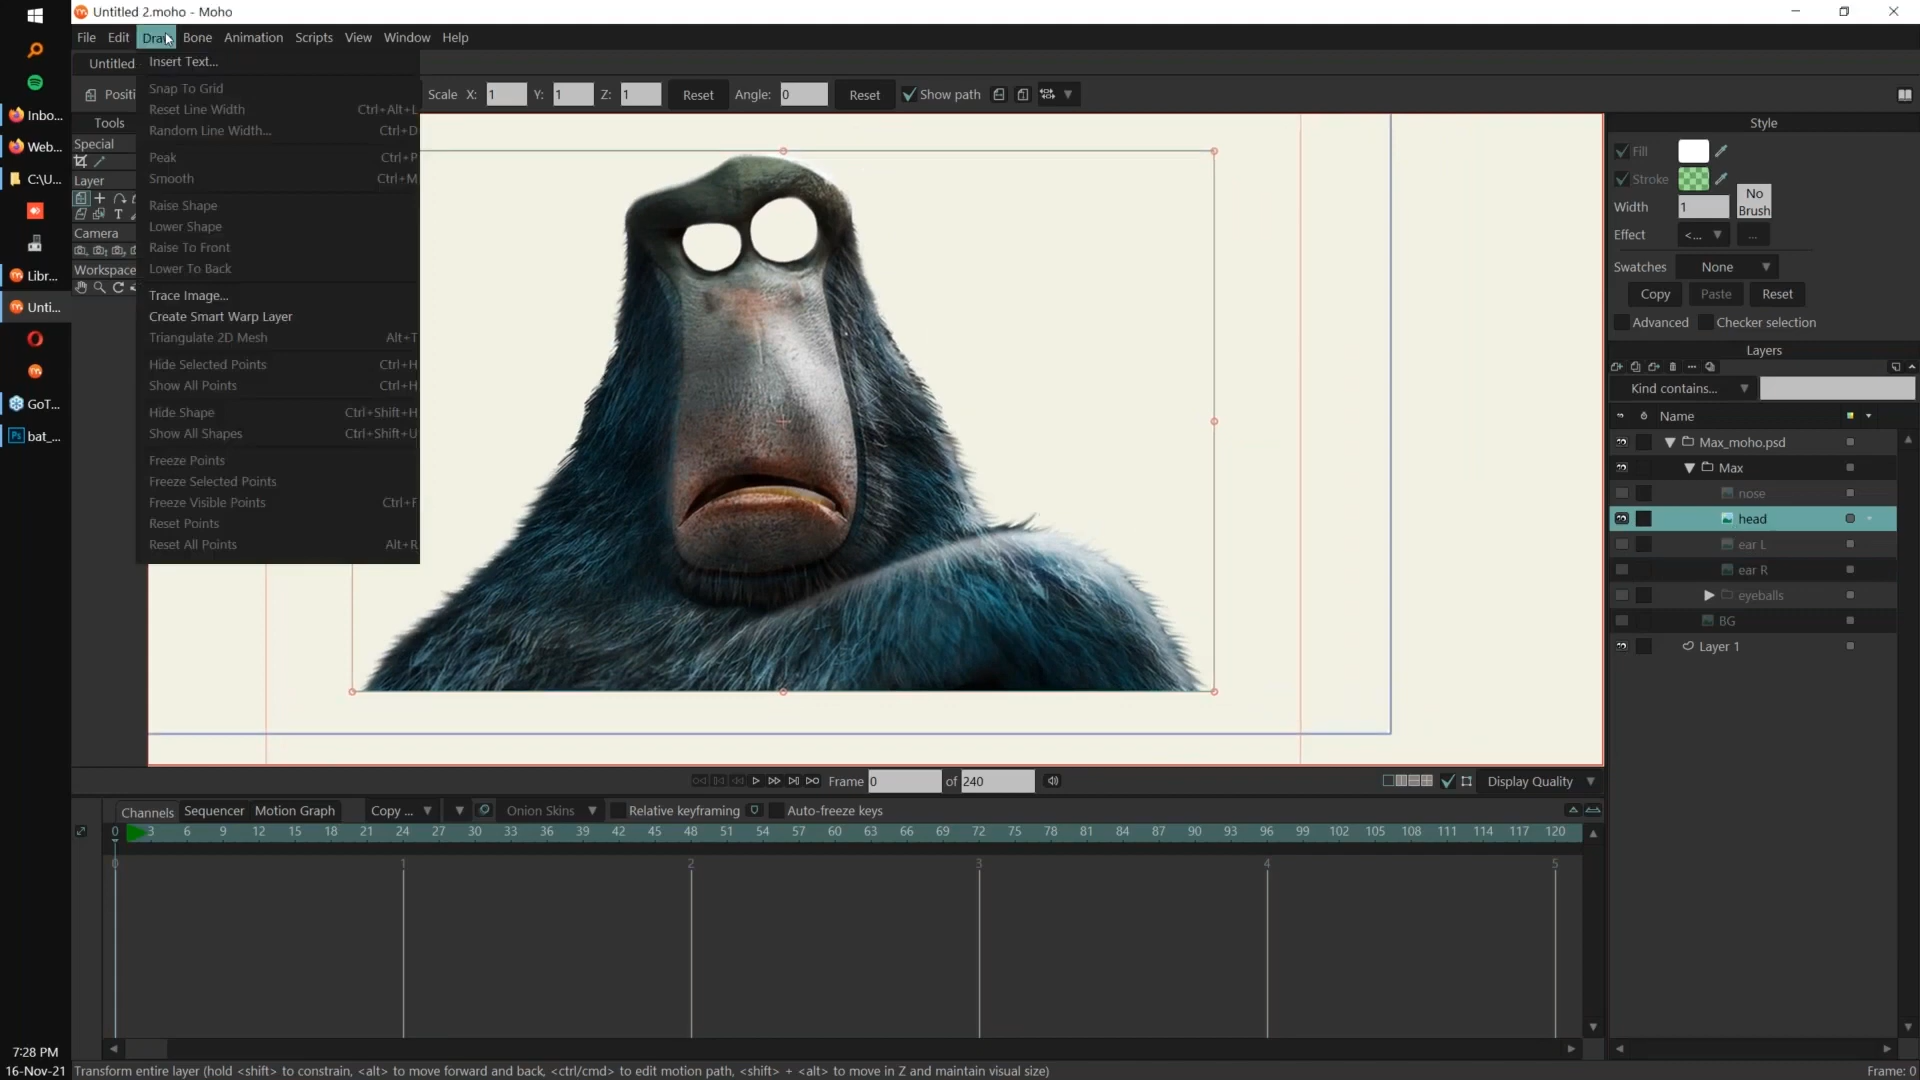 Untitled 2.moho - Moho
File Edit Draw Bone Animation Scripts View Window Help
Untitled
Positi
Scale X: 1 Y: 1 Z: 1 Reset Angle: 0 Reset Show path
Insert Text...
Snap To Grid
Reset Line Width Ctrl+Alt+L
Random Line Width... Ctrl+D
Peak Ctrl+P
Smooth Ctrl+M
Raise Shape
Lower Shape
Raise To Front
Lower To Back
Trace Image...
Create Smart Warp Layer
Triangulate 2D Mesh Alt+T
Hide Selected Points Ctrl+H
Show All Points Ctrl+H
Hide Shape Ctrl+Shift+H
Show All Shapes Ctrl+Shift+U
Freeze Points
Freeze Selected Points
Freeze Visible Points Ctrl+F
Reset Points
Reset All Points Alt+R
Tools
Special
Layer
T
Camera
Workspace
Inbo...
Web...
C:\U...
Libr...
Unti...
GoT...
Ps bat_...
7:28 PM
16-Nov-21
Style
Fill
Stroke
No
Brush
Width 1
Effect <... ...
Swatches None
Copy Paste Reset
Advanced Checker selection
Layers
Kind contains...
Name
Max_moho.psd
Max
nose
head
ear L
ear R
eyeballs
BG
Layer 1
Frame 0 of 240
Display Quality
Channels Sequencer Motion Graph Copy ... Onion Skins Relative keyframing Auto-freeze keys
0 3 6 9 12 15 18 21 24 27 30 33 36 39 42 45 48 51 54 57 60 63 66 69 72 75 78 81 84 87 90 93 96 99 102 105 108 111 114 117 120
0 1 2 3 4 5
Transform entire layer (hold <shift> to constrain, <alt> to move forward and back, <ctrl/cmd> to edit motion path, <shift> + <alt> to move in Z and maintain visual size)
Frame: 0